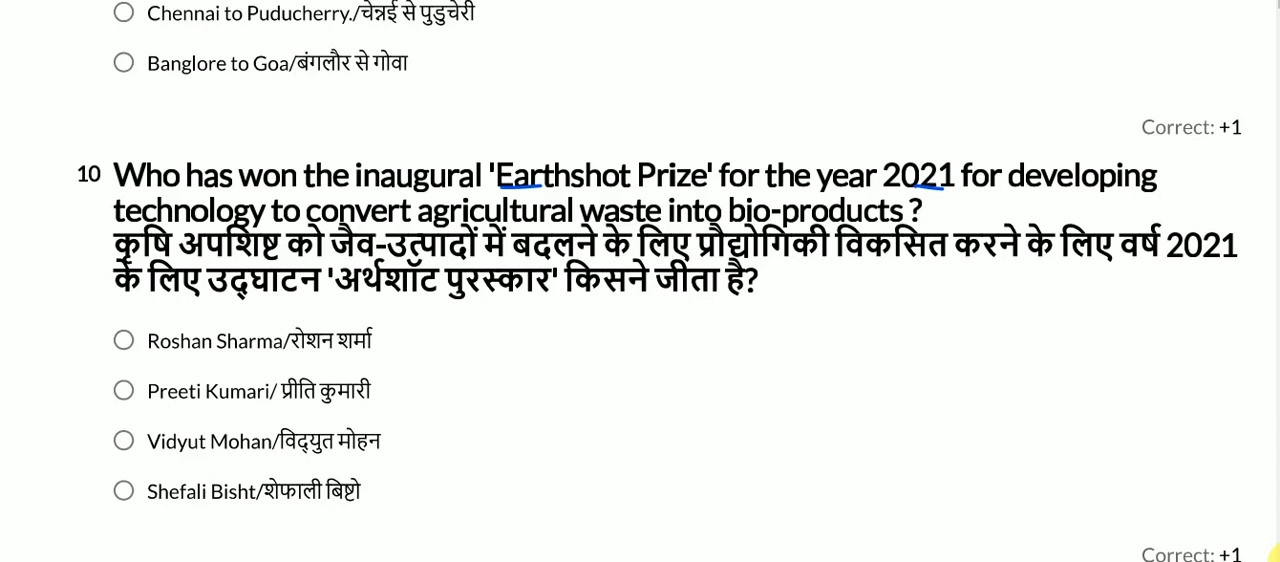 Chennai to Puducherry./चेन्नई से पुडुचेरी
Banglore to Goa/बंगलौर से गोवा
Correct: +1
10 Who has won the inaugural 'Earthshot Prize' for the year 2021 for developing
technology to convert agricultural waste into bio-products ?
कृषि अपशिष्ट को जैव-उत्पादों में बदलने के लिए प्रौद्योगिकी विकसित करने के लिए वर्ष 2021
के लिए उद्घाटन 'अर्थशॉट पुरस्कार' किसने जीता है?
Roshan Sharma/रोशन शर्मा
Preeti Kumari/ प्रीति कुमारी
Vidyut Mohan/विद्युत मोहन
Shefali Bisht/शेफाली बिष्टो
Correct: +1